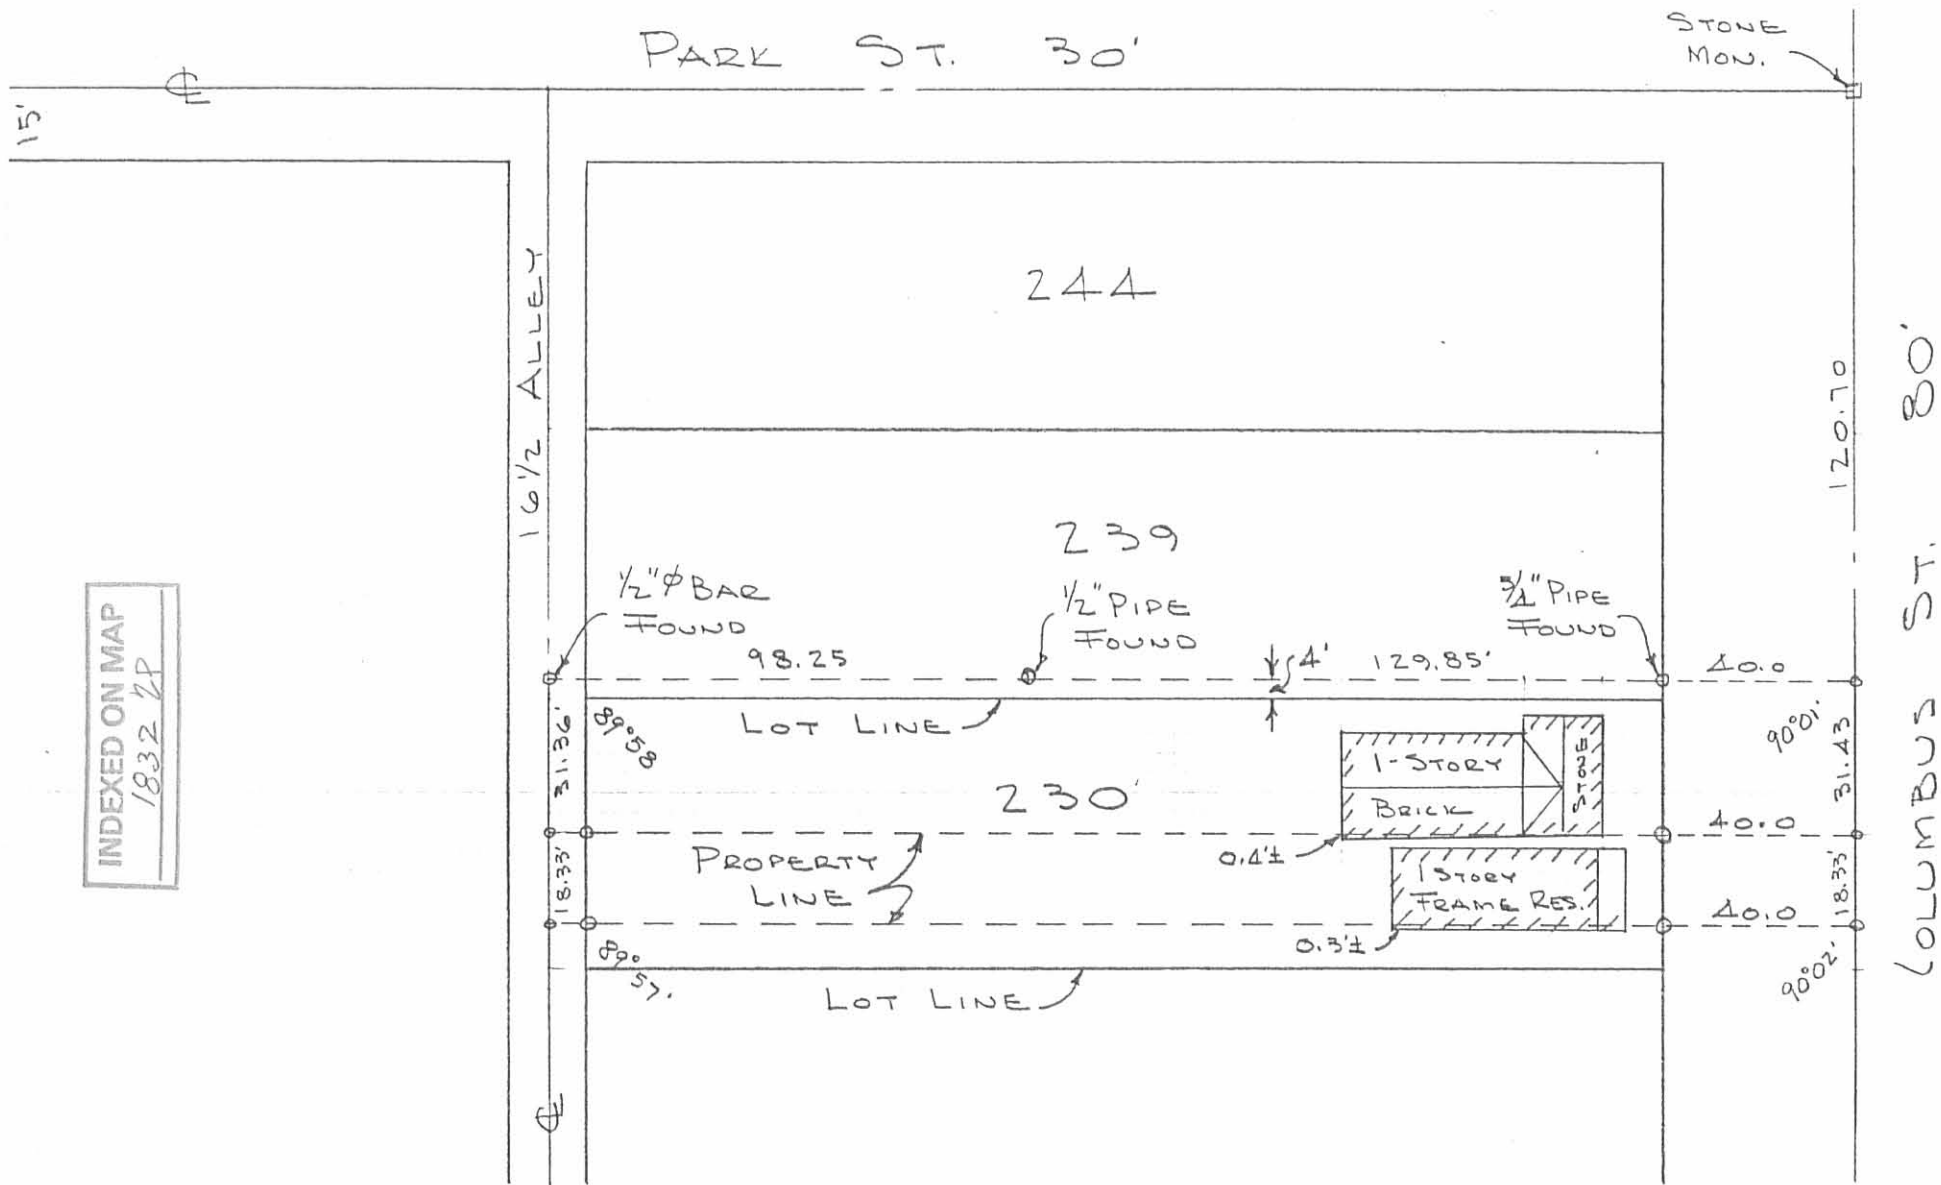 PARK ST. 30'
STONE
MON.
℄
15'
16 1/2 ALLEY
244
120.70
COLUMBUS ST. 80'
239
INDEXED ON MAP
1832 2P
1/2" ⌀ BAR
FOUND
1/2" PIPE
FOUND
3/4" PIPE
FOUND
98.25
4'
129.85'
40.0
LOT LINE
31.36'
89°58
90°01'
31.43
1-STORY
BRICK
STONE
230'
40.0
0.4'±
PROPERTY
LINE
18.33'
1 STORY
FRAME RES.
18.33'
40.0
0.3'±
89°57'
90°02'
LOT LINE
℄